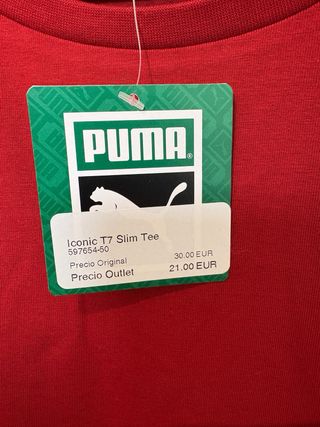 PUMA®
Iconic T7 Slim Tee
597654-50
Precio Original 30.00 EUR
Precio Outlet 21.00 EUR